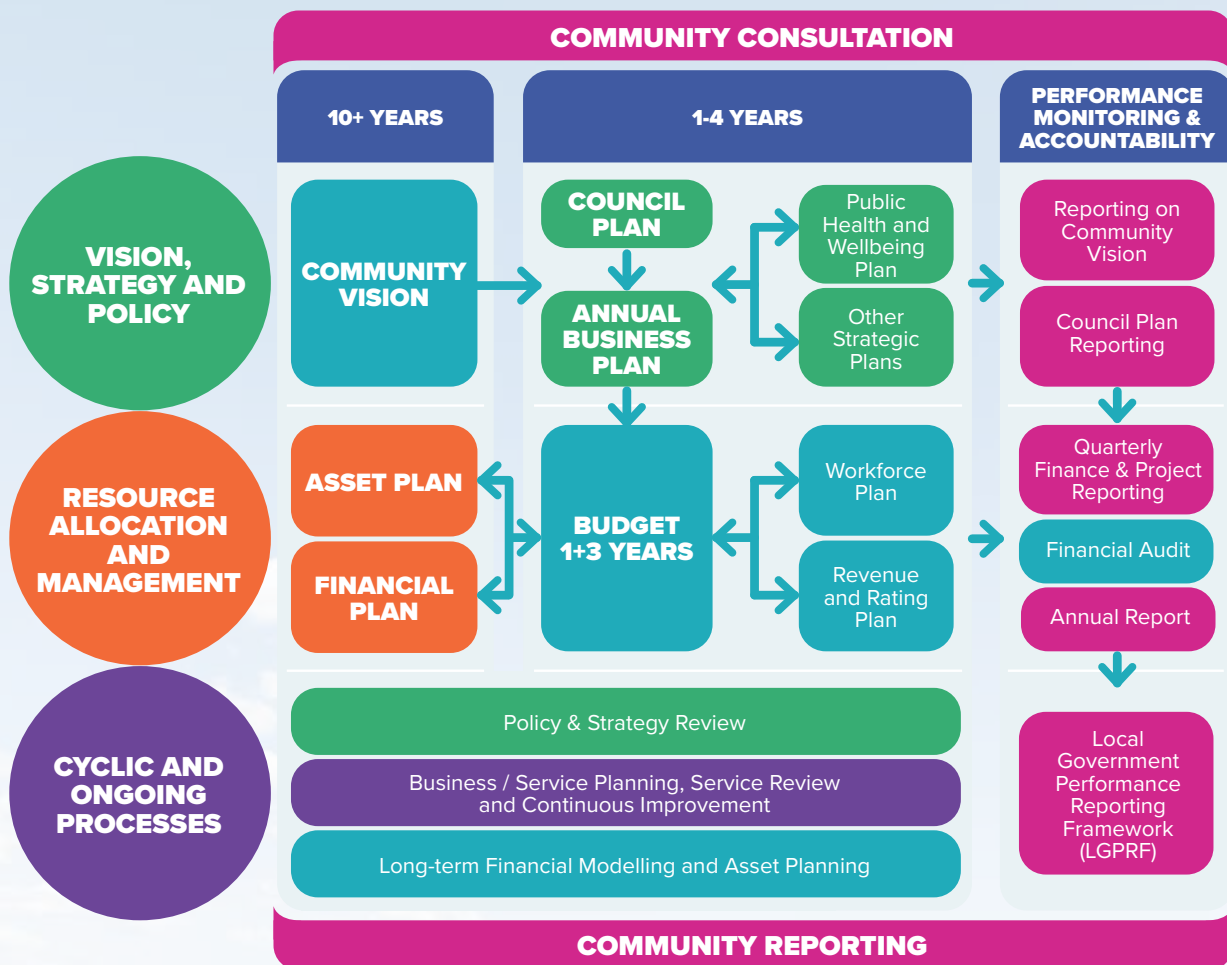 COMMUNITY CONSULTATION
10+ YEARS
1-4 YEARS
PERFORMANCE
MONITORING &
ACCOUNTABILITY
VISION,
STRATEGY AND
POLICY
COMMUNITY
VISION
COUNCIL
PLAN
ANNUAL
BUSINESS
PLAN
Public
Health and
Wellbeing
Plan
Other
Strategic
Plans
Reporting on
Community
Vision
Council Plan
Reporting
RESOURCE
ALLOCATION
AND
MANAGEMENT
ASSET PLAN
FINANCIAL
PLAN
BUDGET
1+3 YEARS
Workforce
Plan
Revenue
and Rating
Plan
Quarterly
Finance & Project
Reporting
Financial Audit
Annual Report
CYCLIC AND
ONGOING
PROCESSES
Policy & Strategy Review
Business / Service Planning, Service Review
and Continuous Improvement
Long-term Financial Modelling and Asset Planning
Local
Government
Performance
Reporting
Framework
(LGPRF)
COMMUNITY REPORTING